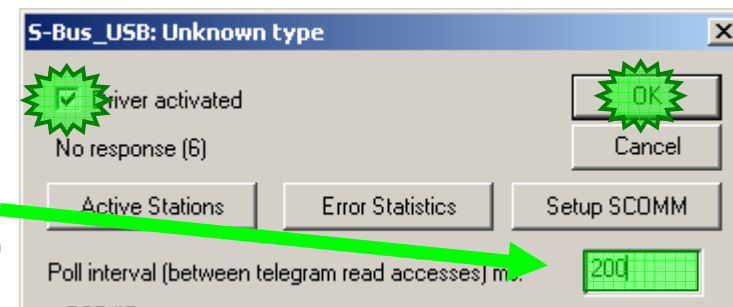 S-Bus_USB: Unknown type
Driver activated
OK
No response (6)
Cancel
Active Stations
Error Statistics
Setup SCOMM
Poll interval (between telegram read accesses)
200